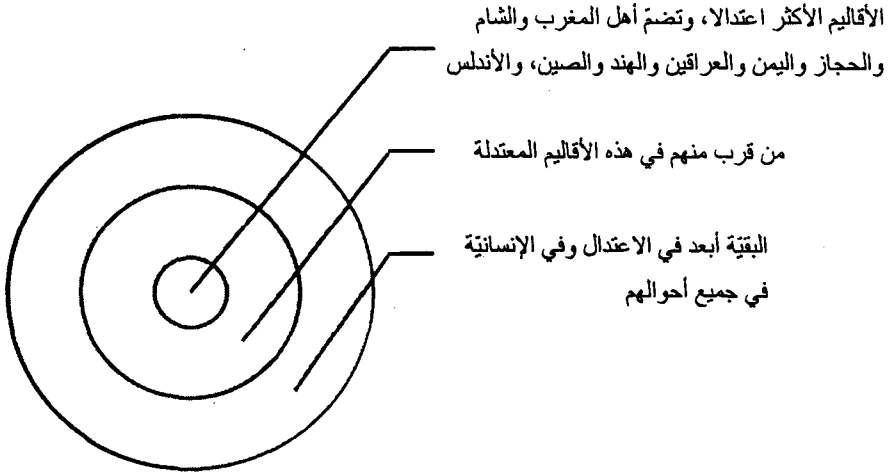 الأقاليم الأكثر اعتدالا، وتضمّ أهل المغرب والشام
والحجاز واليمن والعراقين والهند والصين، والأندلس
من قرب منهم في هذه الأقاليم المعتدلة
البقيّة أبعد في الاعتدال وفي الإنسانيّة
في جميع أحوالهم